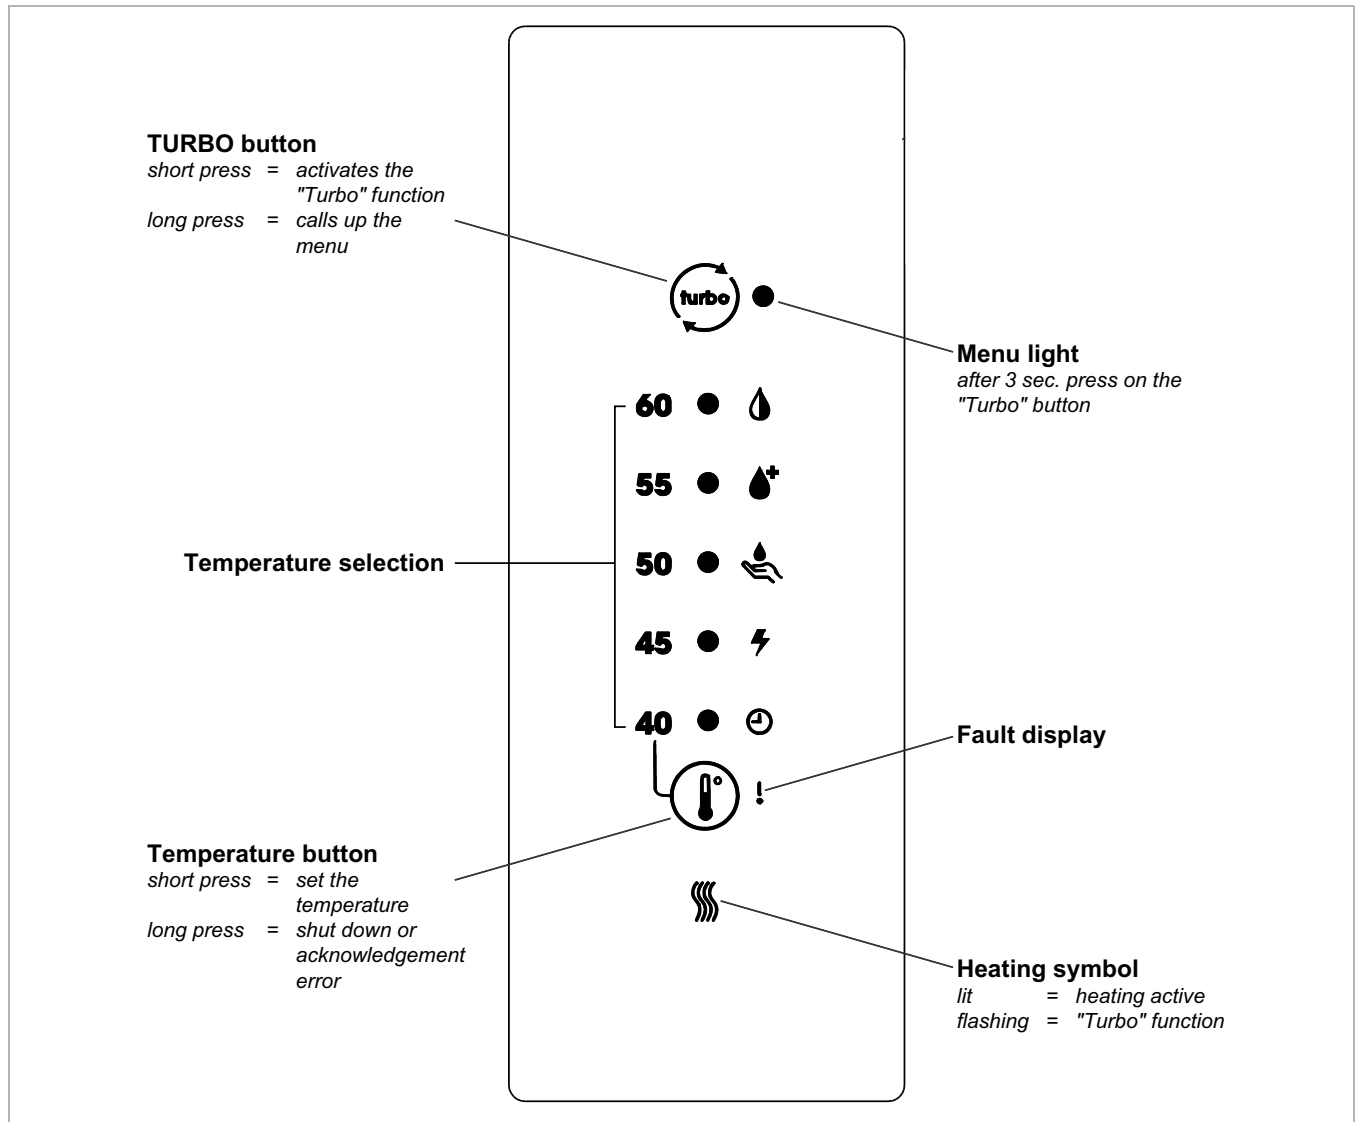 TURBO button
short press = activates the
"Turbo" function
long press = calls up the
menu
turbo
Menu light
after 3 sec. press on the
"Turbo" button
60
55
Temperature selection
50
45
40
Fault display
!
Temperature button
short press = set the
temperature
long press = shut down or
acknowledgement
error
Heating symbol
lit = heating active
flashing = "Turbo" function